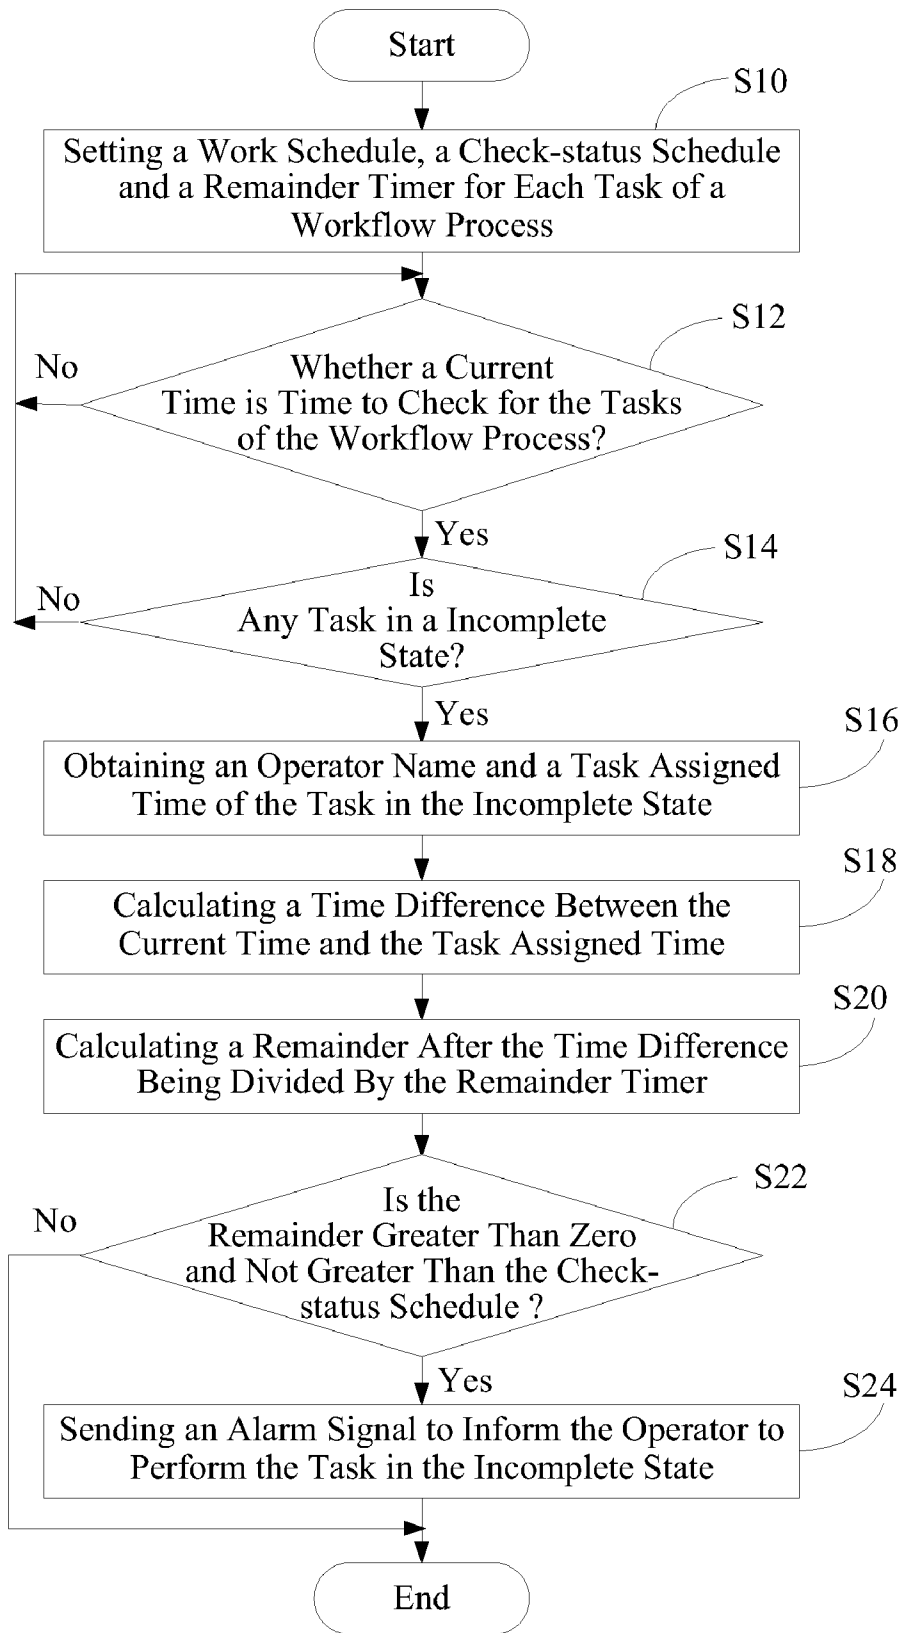 Start
S10
Setting a Work Schedule, a Check-status Schedule
and a Remainder Timer for Each Task of a
Workflow Process
S12
No
Whether a Current
Time is Time to Check for the Tasks
of the Workflow Process?
Yes
S14
No
Is
Any Task in a Incomplete
State?
Yes
S16
Obtaining an Operator Name and a Task Assigned
Time of the Task in the Incomplete State
S18
Calculating a Time Difference Between the
Current Time and the Task Assigned Time
S20
Calculating a Remainder After the Time Difference
Being Divided By the Remainder Timer
S22
No
Is the
Remainder Greater Than Zero
and Not Greater Than the Check-
status Schedule ?
Yes
S24
Sending an Alarm Signal to Inform the Operator to
Perform the Task in the Incomplete State
End